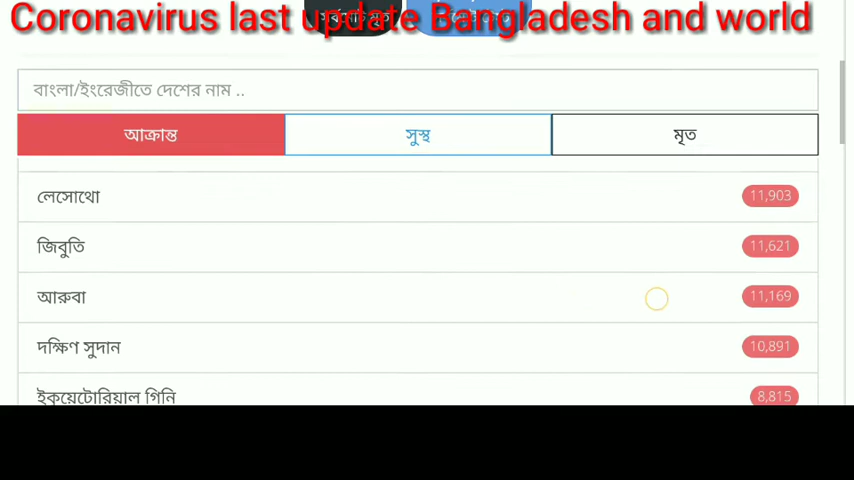 Coronavirus last update Bangladesh and world
বাংলা/ইংরেজীতে দেশের নাম ..
আক্রান্ত সুস্থ মৃত
লেসোথো 11,903
জিবুতি 11,621
আরুবা 11,169
দক্ষিণ সুদান 10,891
ইকুয়েটোরিয়াল গিনি 8,815